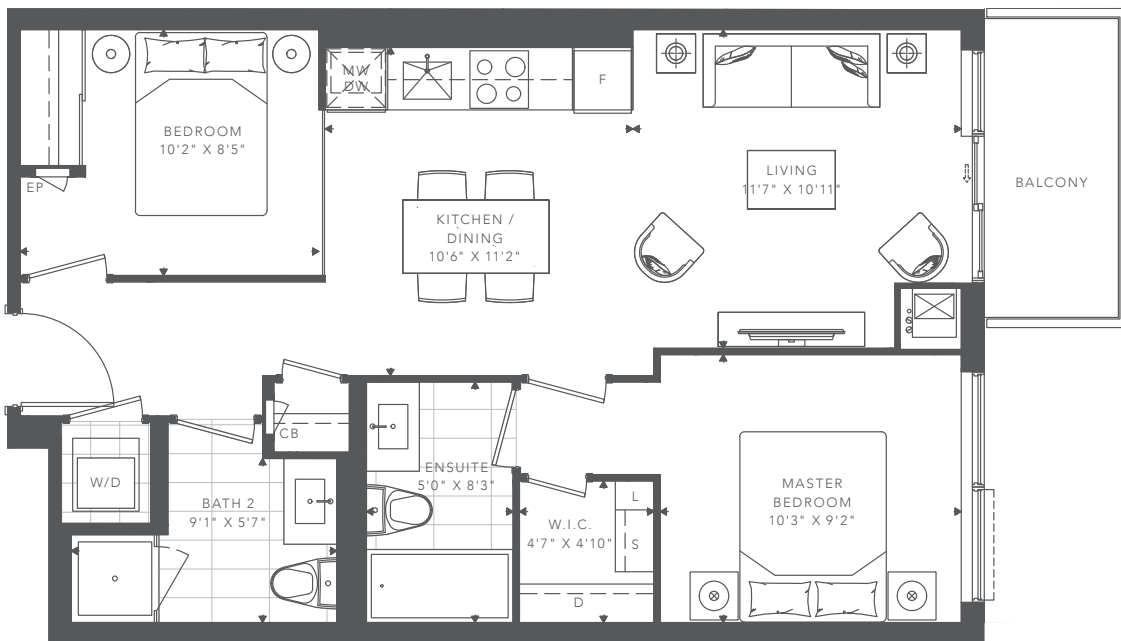 MW
DW
F
BEDROOM
10'2" X 8'5"
LIVING
11'7" X 10'11"
BALCONY
EP
KITCHEN /
DINING
10'6" X 11'2"
CB
W/D
BATH 2
9'1" X 5'7"
ENSUITE
5'0" X 8'3"
W.I.C.
4'7" X 4'10"
L
S
D
MASTER
BEDROOM
10'3" X 9'2"